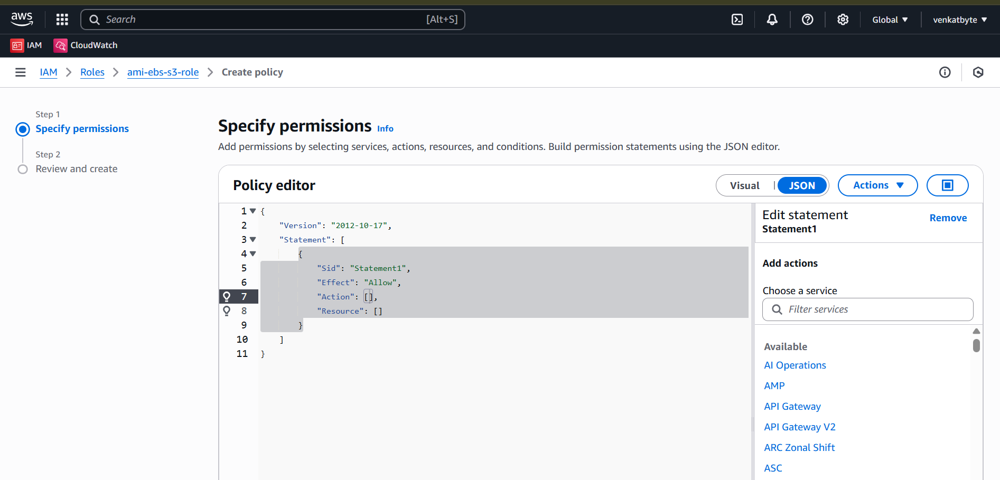 aws
Search [Alt+S]
Global ▼
venkatbyte ▼
IAM
CloudWatch
IAM > Roles > ami-ebs-s3-role > Create policy
Step 1
Specify permissions
Step 2
Review and create
Specify permissions Info
Add permissions by selecting services, actions, resources, and conditions. Build permission statements using the JSON editor.
Policy editor
Visual | JSON
Actions ▼
1 {
2 "Version": "2012-10-17",
3 "Statement": [
4 {
5 "Sid": "Statement1",
6 "Effect": "Allow",
7 "Action": [],
8 "Resource": []
9 }
10 ]
11 }
Edit statement
Statement1
Remove
Add actions
Choose a service
Filter services
Available
AI Operations
AMP
API Gateway
API Gateway V2
ARC Zonal Shift
ASC